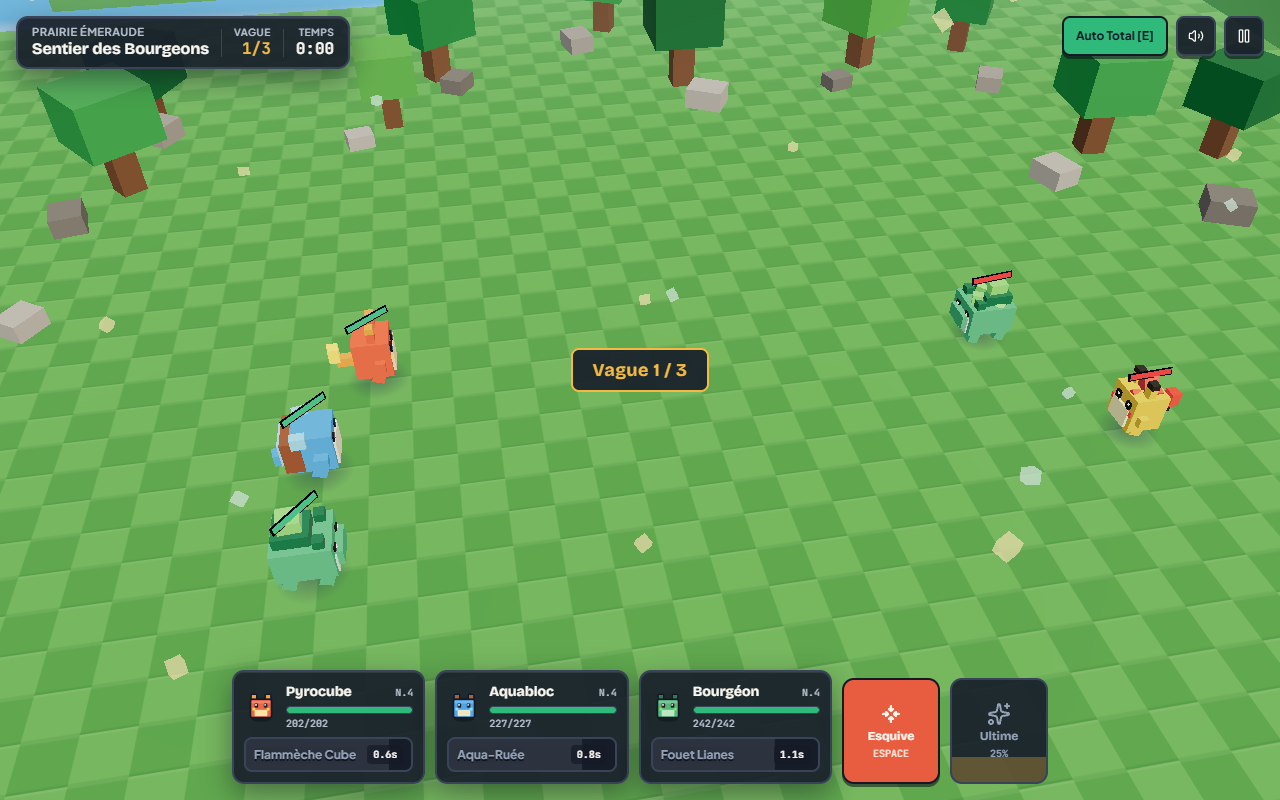 PRAIRIE ÉMERAUDE
Sentier des Bourgeons
VAGUE
1/3
TEMPS
0:00
Auto Total [E]
Vague 1 / 3
Pyrocube
N.4
202/202
Flammèche Cube
0.6s
Aquabloc
N.4
227/227
Aqua-Ruée
0.8s
Bourgéon
N.4
242/242
Fouet Lianes
1.1s
Esquive
ESPACE
Ultime
25%